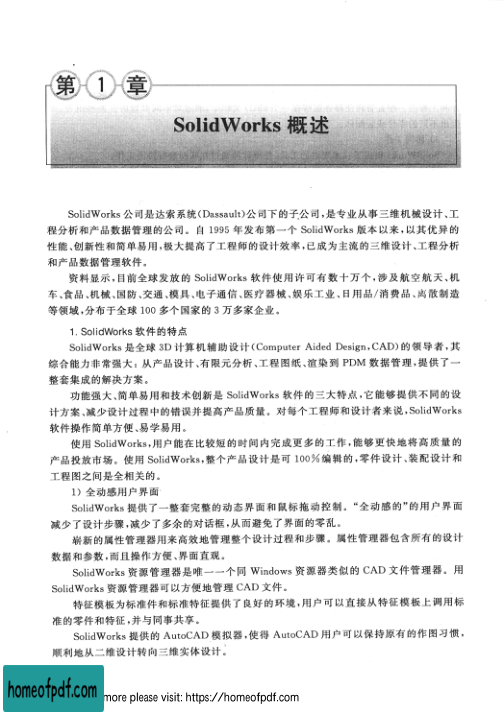 第 1 章
SolidWorks 概述
SolidWorks 公司是达索系统(Dassault)公司下的子公司,是专业从事三维机械设计、工
程分析和产品数据管理的公司。自 1995 年发布第一个 SolidWorks 版本以来,以其优异的
性能、创新性和简单易用,极大提高了工程师的设计效率,已成为主流的三维设计、工程分析
和产品数据管理软件。
资料显示,目前全球发放的 SolidWorks 软件使用许可有数十万个,涉及航空航天、机
车、食品、机械、国防、交通、模具、电子通信、医疗器械、娱乐工业、日用品/消费品、离散制造
等领域,分布于全球 100 多个国家的 3 万多家企业。
1. SolidWorks 软件的特点
SolidWorks 是全球 3D 计算机辅助设计(Computer Aided Design,CAD)的领导者,其
综合能力非常强大:从产品设计、有限元分析、工程图纸、渲染到 PDM 数据管理,提供了一
整套集成的解决方案。
功能强大、简单易用和技术创新是 SolidWorks 软件的三大特点,它能够提供不同的设
计方案、减少设计过程中的错误并提高产品质量。对每个工程师和设计者来说,SolidWorks
软件操作简单方便、易学易用。
使用 SolidWorks,用户能在比较短的时间内完成更多的工作,能够更快地将高质量的
产品投放市场。使用 SolidWorks,整个产品设计是可 100%编辑的,零件设计、装配设计和
工程图之间是全相关的。
1) 全动感用户界面
SolidWorks 提供了一整套完整的动态界面和鼠标拖动控制。“全动感的”的用户界面
减少了设计步骤,减少了多余的对话框,从而避免了界面的零乱。
崭新的属性管理器用来高效地管理整个设计过程和步骤。属性管理器包含所有的设计
数据和参数,而且操作方便、界面直观。
SolidWorks 资源管理器是唯一一个同 Windows 资源器类似的 CAD 文件管理器。用
SolidWorks 资源管理器可以方便地管理 CAD 文件。
特征模板为标准件和标准特征提供了良好的环境,用户可以直接从特征模板上调用标
准的零件和特征,并与同事共享。
SolidWorks 提供的 AutoCAD 模拟器,使得 AutoCAD 用户可以保持原有的作图习惯,
顺利地从二维设计转向三维实体设计。
homeofpdf.com
more please visit: https://homeofpdf.com